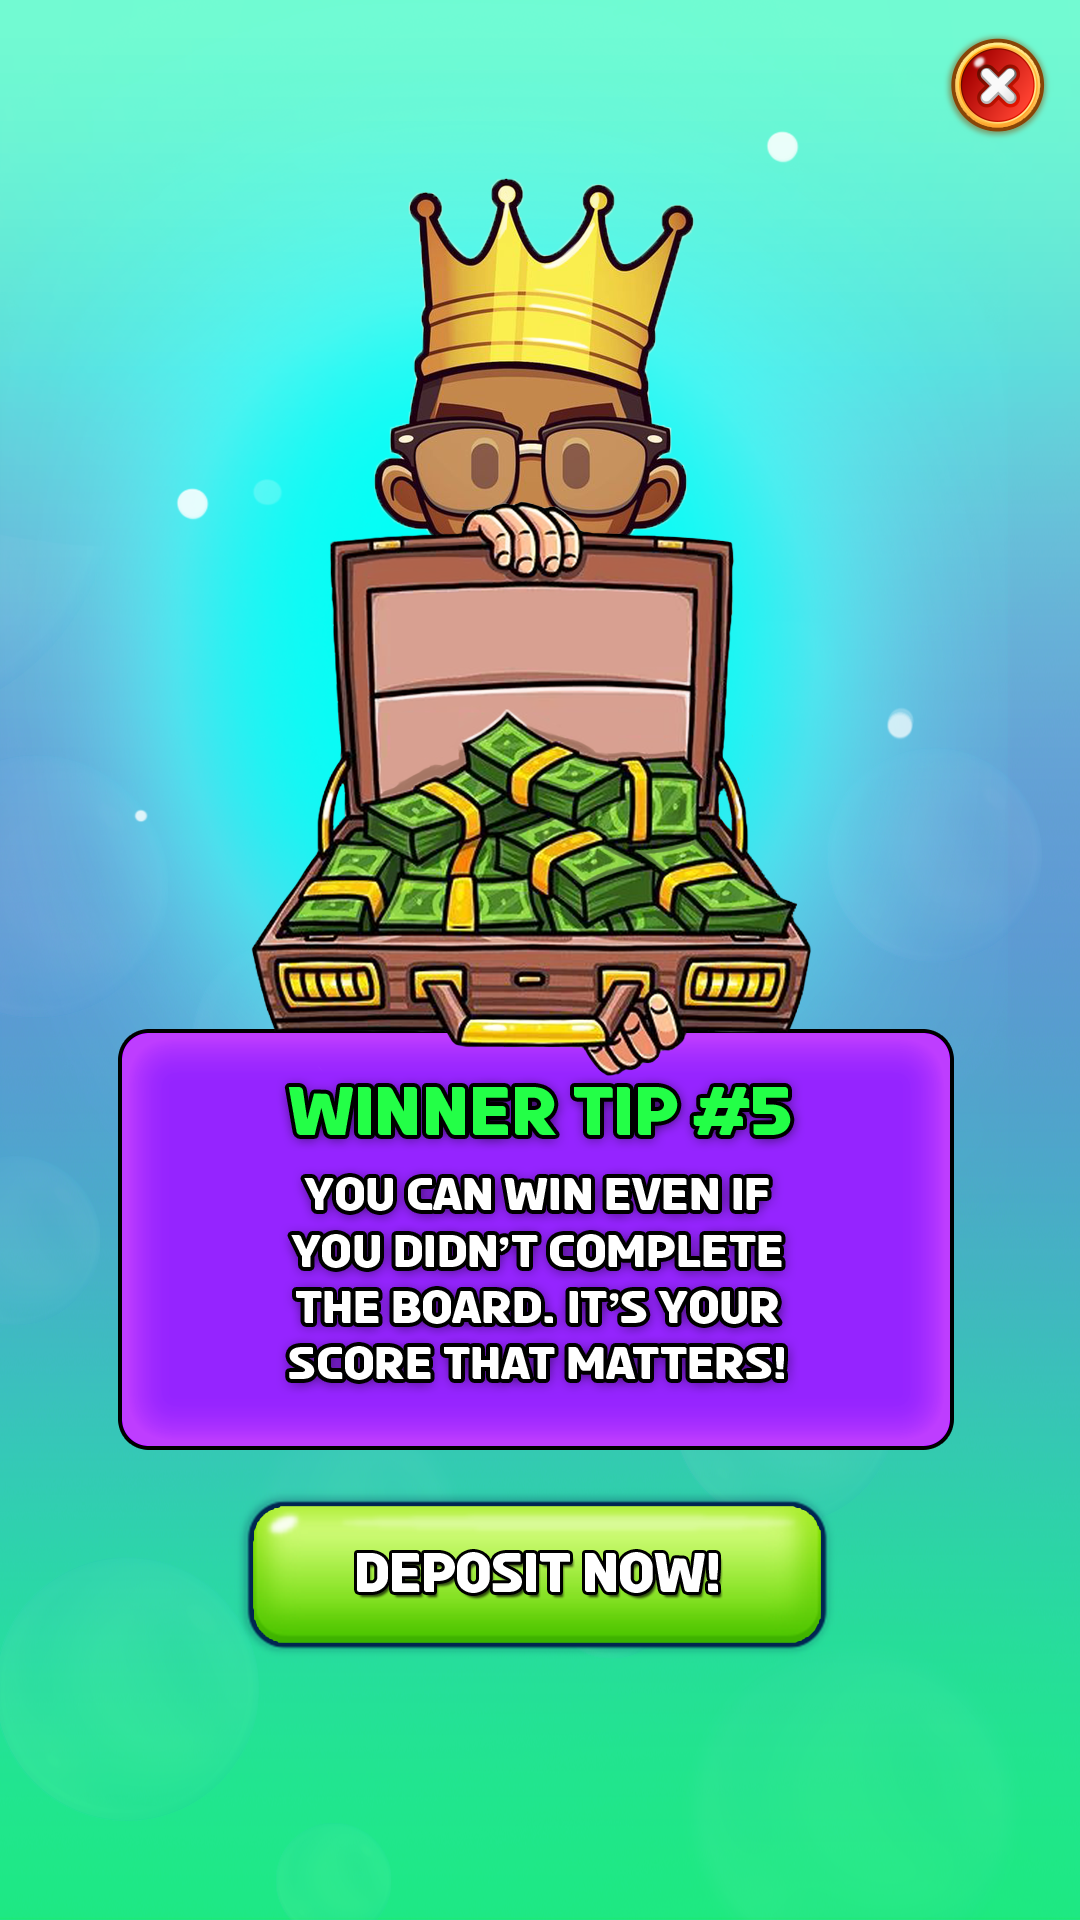 WINNER TIP #5
YOU CAN WIN EVEN IF
YOU DIDN’T COMPLETE
THE BOARD. IT’S YOUR
SCORE THAT MATTERS!
DEPOSIT NOW!